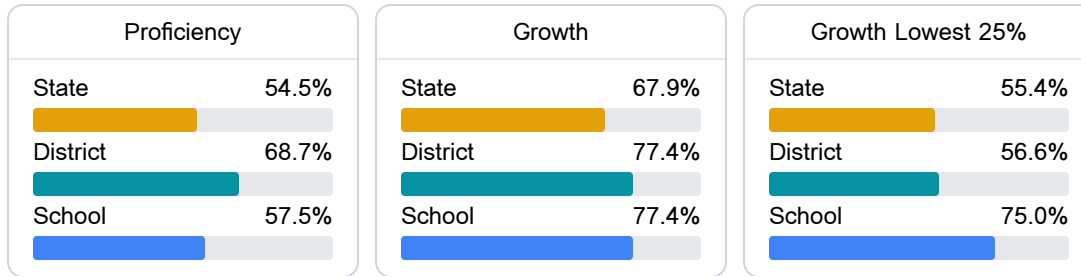 Proficiency
State 54.5%
District 68.7%
School 57.5%
Growth
State 67.9%
District 77.4%
School 77.4%
Growth Lowest 25%
State 55.4%
District 56.6%
School 75.0%